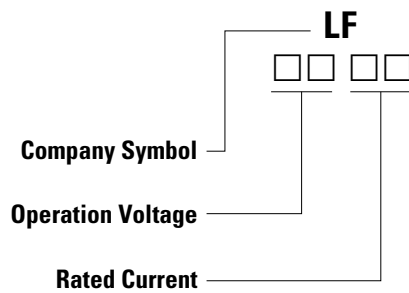 LF
□□ □□
Company Symbol
Operation Voltage
Rated Current